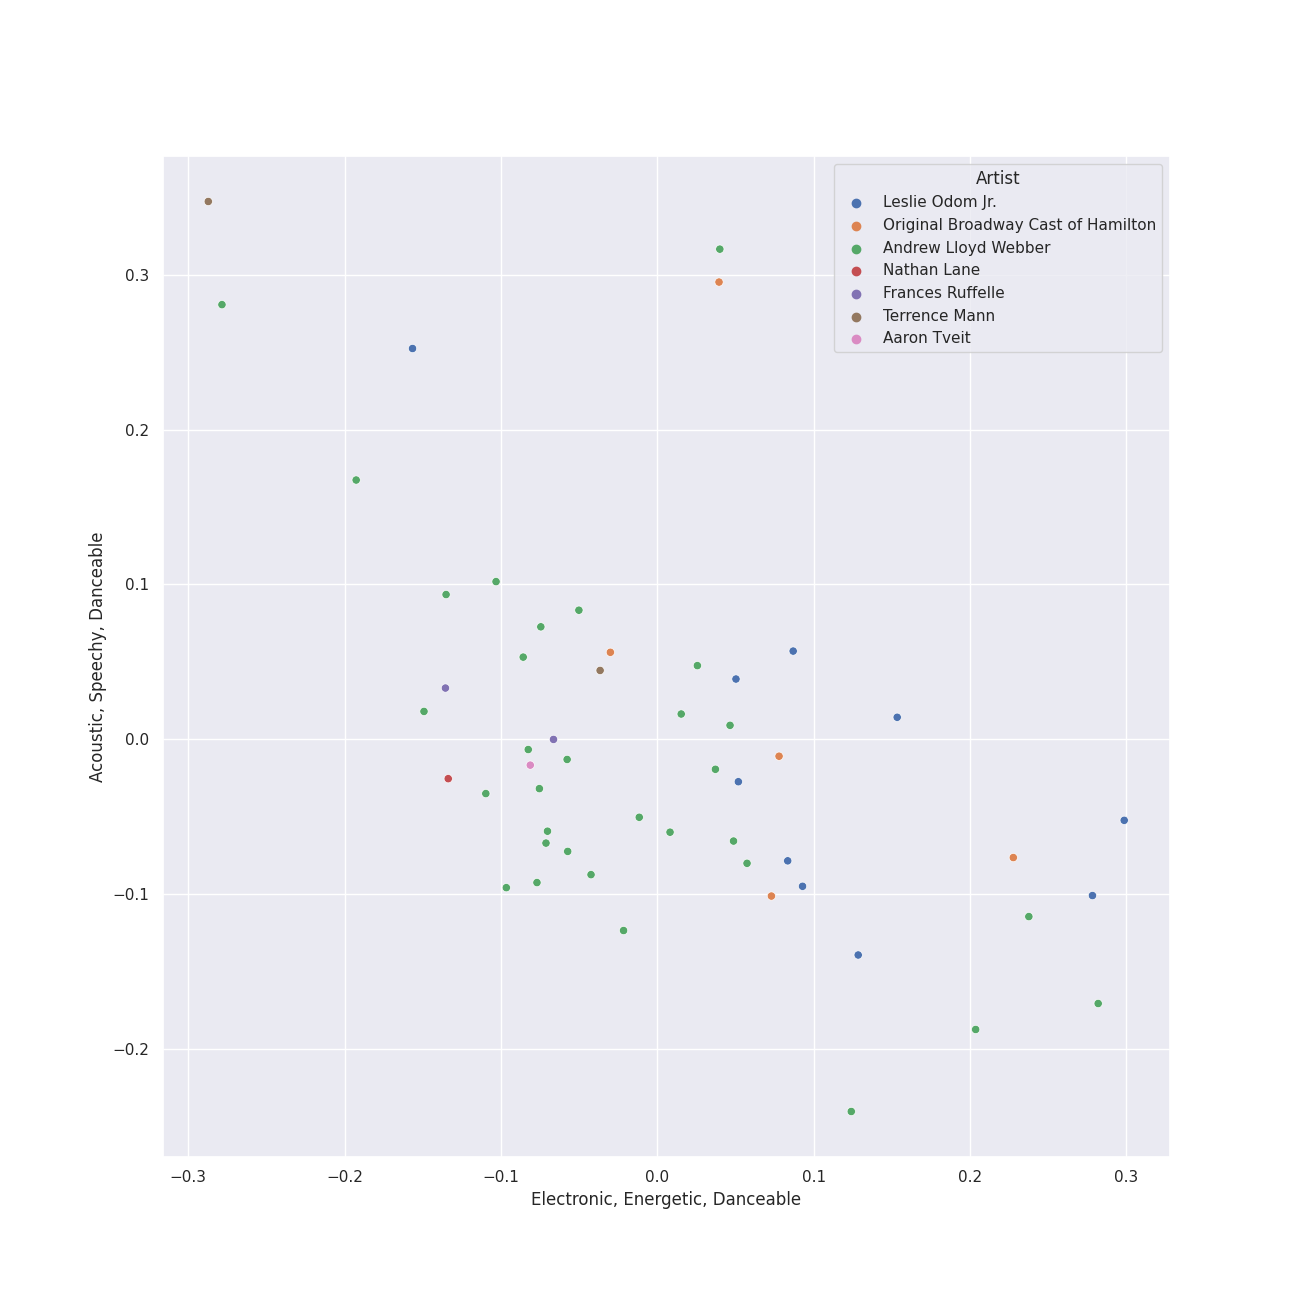 Artist
Leslie Odom Jr.
Original Broadway Cast of Hamilton
Andrew Lloyd Webber
Nathan Lane
Frances Ruffelle
Terrence Mann
Aaron Tveit
0.3
0.2
0.1
0.0
−0.1
−0.2
Acoustic, Speechy, Danceable
−0.3 −0.2 −0.1 0.0 0.1 0.2 0.3
Electronic, Energetic, Danceable